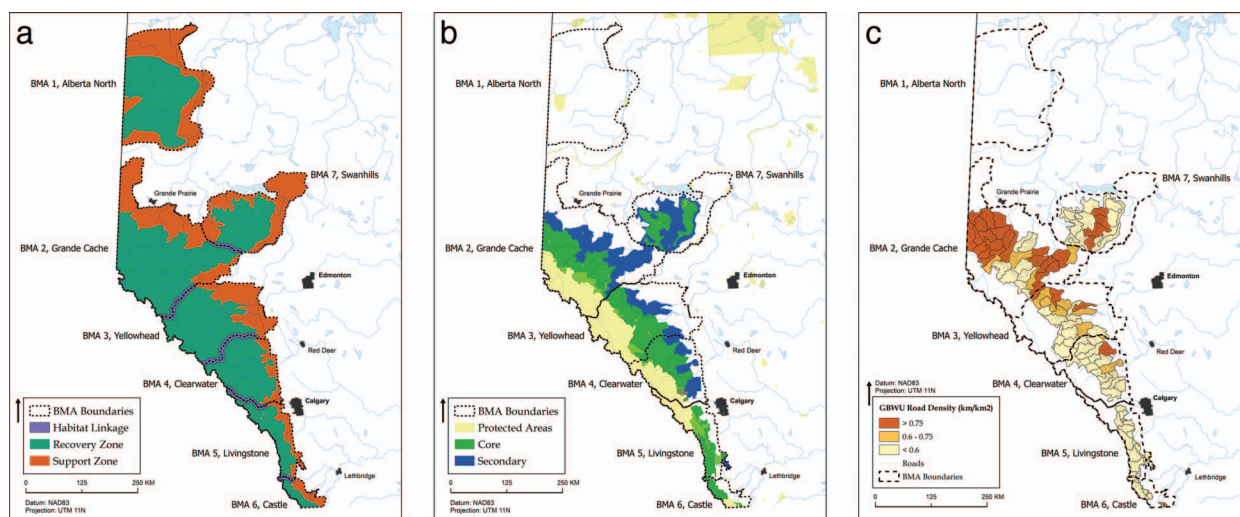 a
BMA 1, Alberta North
BMA 7, Swanhills
Grande Prairie
BMA 2, Grande Cache
Edmonton
BMA 3, Yellowhead
Red Deer
BMA 4, Clearwater
Calgary
BMA Boundaries
Habitat Linkage
Recovery Zone
Support Zone
BMA 5, Livingstone
Lethbridge
0 125 250 KM
Datum: NAD83
Projection: UTM 11N
BMA 6, Castle
b
BMA 1, Alberta North
BMA 7, Swanhills
Grande Prairie
BMA 2, Grande Cache
Edmonton
BMA 3, Yellowhead
Red Deer
BMA 4, Clearwater
Calgary
BMA Boundaries
Protected Areas
Core
Secondary
BMA 5, Livingstone
Lethbridge
0 125 250 KM
Datum: NAD83
Projection: UTM 11N
BMA 6, Castle
c
BMA 1, Alberta North
BMA 7, Swanhills
Grande Prairie
BMA 2, Grande Cache
Edmonton
BMA 3, Yellowhead
Red Deer
BMA 4, Clearwater
Datum: NAD83
Projection: UTM 11N
Calgary
GBWU Road Density (km/km2)
> 0.75
0.6 - 0.75
< 0.6
Roads
BMA Boundaries
BMA 5, Livingstone
Lethbridge
0 125 250 KM
BMA 6, Castle